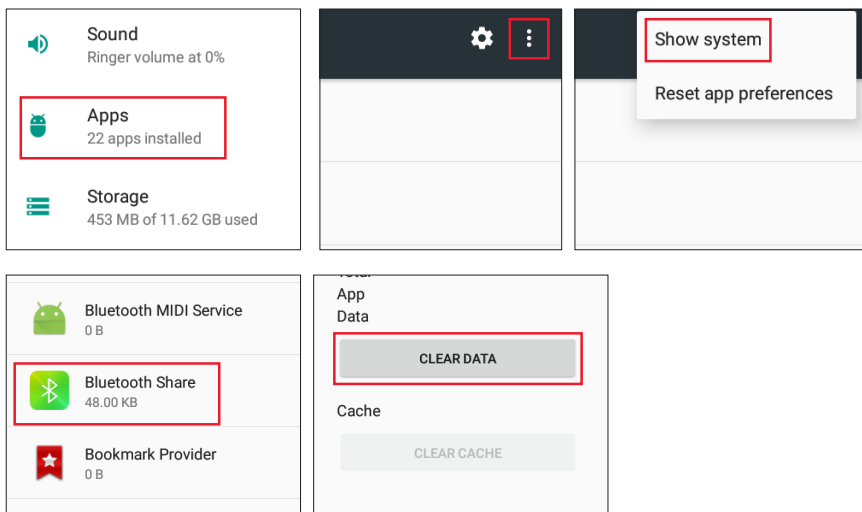 Sound
Ringer volume at 0%
Apps
22 apps installed
Storage
453 MB of 11.62 GB used
Show system
Reset app preferences
Bluetooth MIDI Service
0 B
Bluetooth Share
48.00 KB
Bookmark Provider
0 B
App
Data
CLEAR DATA
Cache
CLEAR CACHE